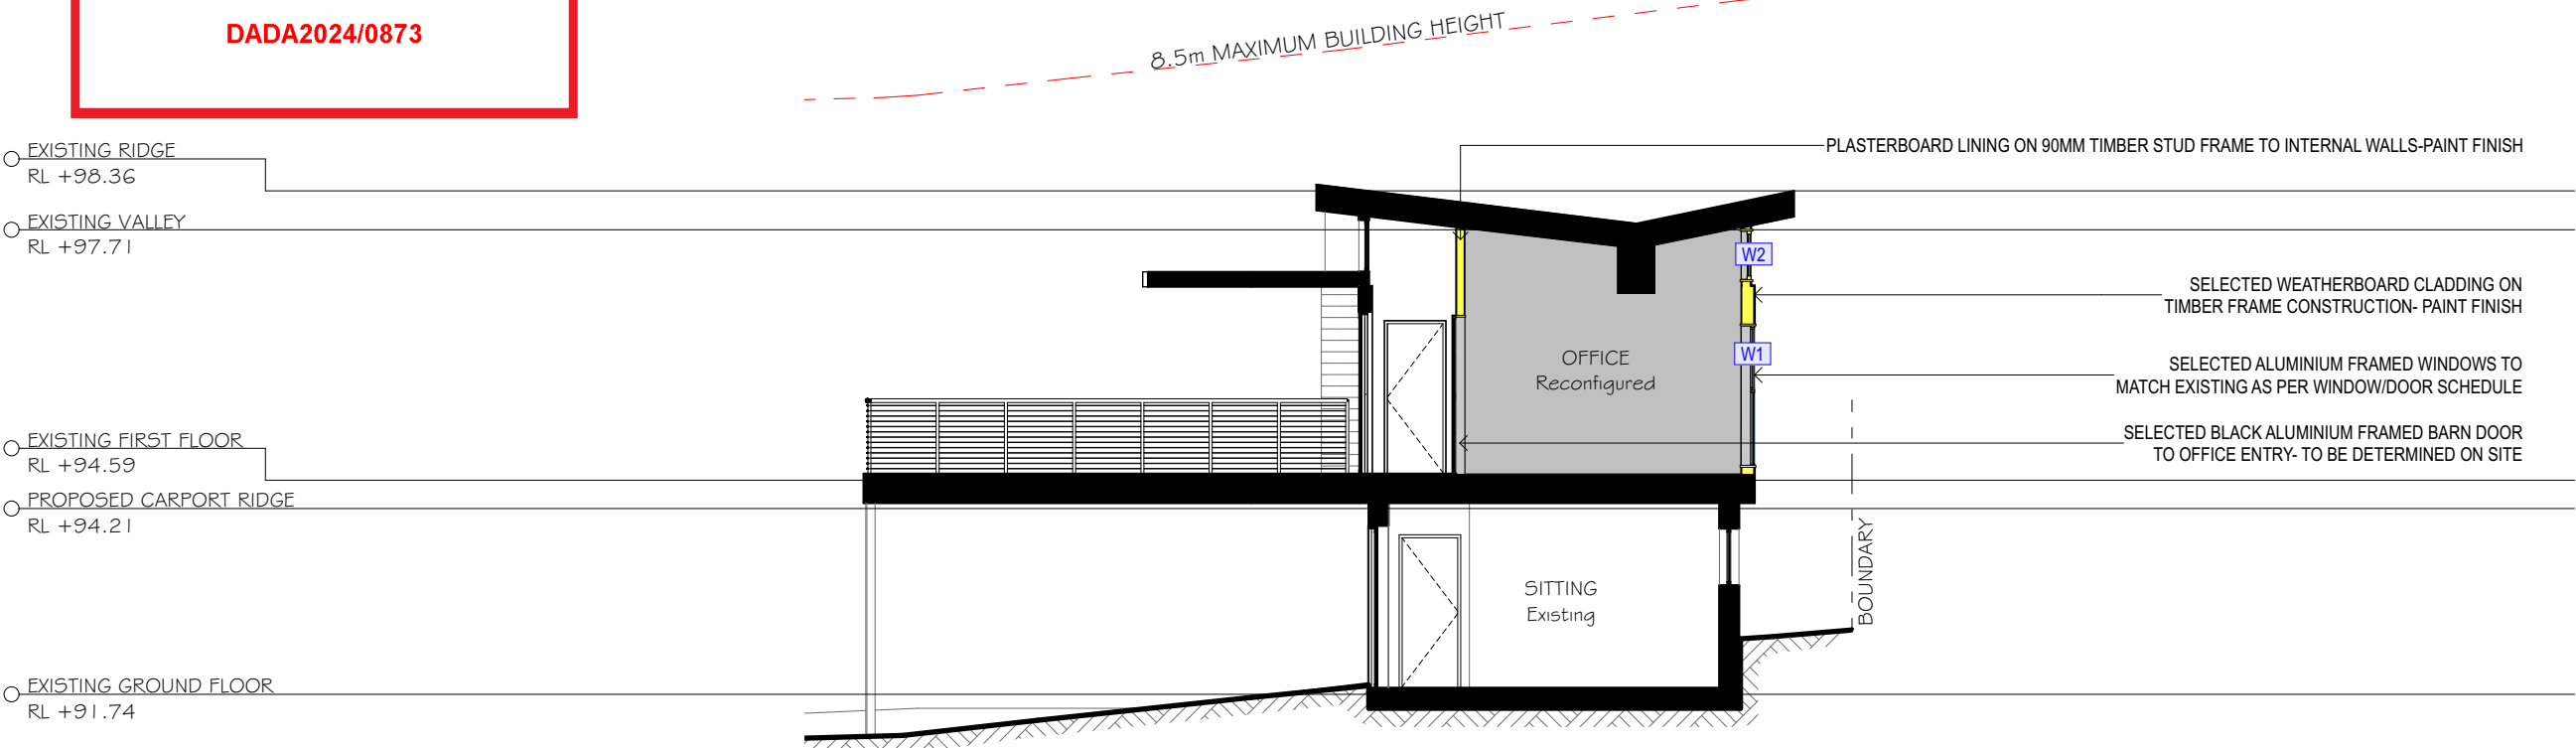 DADA2024/0873
8.5m MAXIMUM BUILDING HEIGHT
EXISTING RIDGE
RL +98.36
PLASTERBOARD LINING ON 90MM TIMBER STUD FRAME TO INTERNAL WALLS-PAINT FINISH
EXISTING VALLEY
RL +97.71
W2
SELECTED WEATHERBOARD CLADDING ON
TIMBER FRAME CONSTRUCTION- PAINT FINISH
W1
OFFICE
Reconfigured
SELECTED ALUMINIUM FRAMED WINDOWS TO
MATCH EXISTING AS PER WINDOW/DOOR SCHEDULE
EXISTING FIRST FLOOR
RL +94.59
SELECTED BLACK ALUMINIUM FRAMED BARN DOOR
TO OFFICE ENTRY- TO BE DETERMINED ON SITE
PROPOSED CARPORT RIDGE
RL +94.21
BOUNDARY
SITTING
Existing
EXISTING GROUND FLOOR
RL +91.74